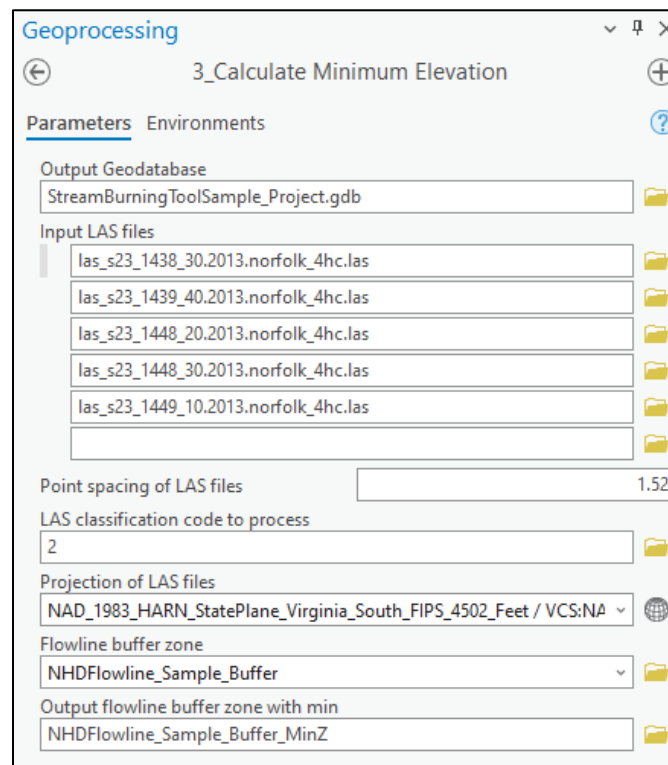 Geoprocessing
3_Calculate Minimum Elevation
Parameters Environments
Output Geodatabase
StreamBurningToolSample_Project.gdb
Input LAS files
las_s23_1438_30.2013.norfolk_4hc.las
las_s23_1439_40.2013.norfolk_4hc.las
las_s23_1448_20.2013.norfolk_4hc.las
las_s23_1448_30.2013.norfolk_4hc.las
las_s23_1449_10.2013.norfolk_4hc.las
Point spacing of LAS files 1.52
LAS classification code to process
2
Projection of LAS files
NAD_1983_HARN_StatePlane_Virginia_South_FIPS_4502_Feet / VCS:NA
Flowline buffer zone
NHDFlowline_Sample_Buffer
Output flowline buffer zone with min
NHDFlowline_Sample_Buffer_MinZ